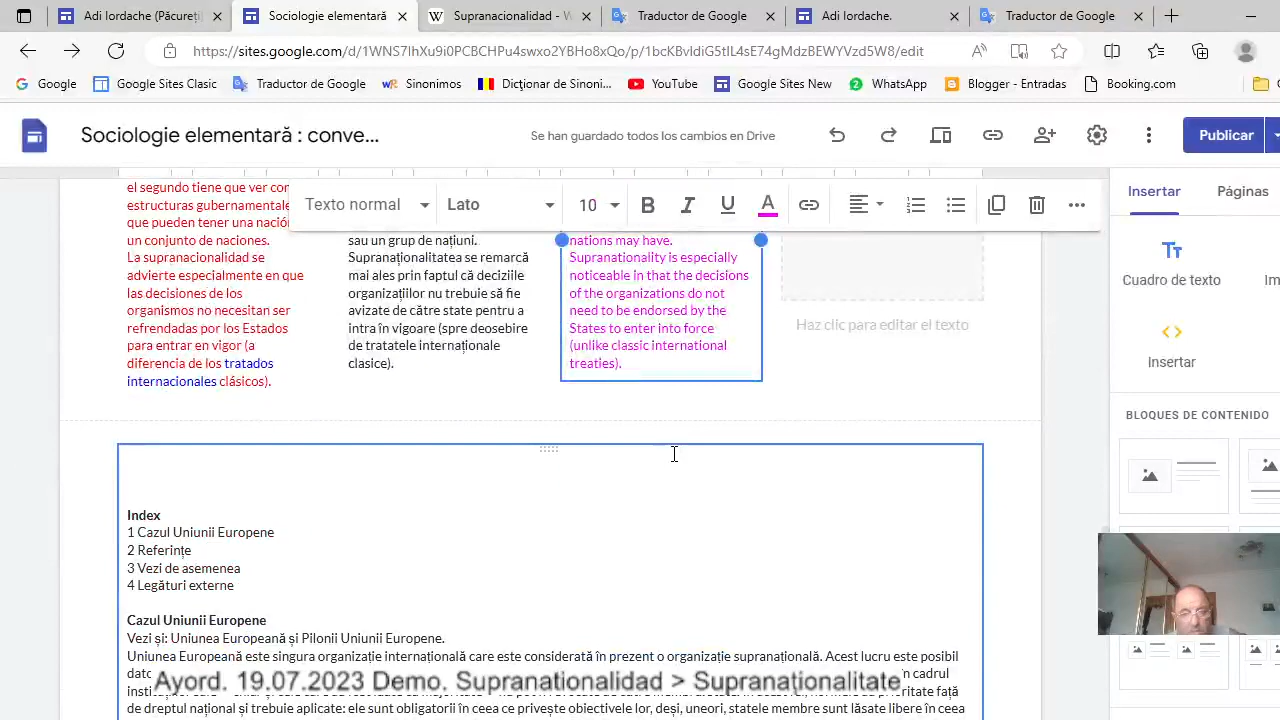 Adi Iordache (Păcureți
Sociologie elementară
Supranacionalidad - W
Traductor de Google
Adi Iordache.
Traductor de Google
https://sites.google.com/d/1WNS7lhXu9i0PCBCHPu4swxo2YBHo8xQo/p/1bcKBvldiG5tIL4sE74gMdzBEWYVzd5W8/edit
Google
Google Sites Clasic
Traductor de Google
Sinonimos
Dicţionar de Sinoni...
YouTube
Google Sites New
WhatsApp
Blogger - Entradas
Booking.com
Sociologie elementară : conve...
Se han guardado todos los cambios en Drive
Publicar
Texto normal
Lato
10
Insertar
Páginas
el segundo tiene que ver con
estructuras gubernamentale
que pueden tener una nació
un conjunto de naciones.
La supranacionalidad se
advierte especialmente en que
las decisiones de los
organismos no necesitan ser
refrendadas por los Estados
para entrar en vigor (a
diferencia de los tratados
internacionales clásicos).
sau un grup de națiuni.
Supranaționalitatea se remarcă
mai ales prin faptul că deciziile
organizațiilor nu trebuie să fie
avizate de către state pentru a
intra în vigoare (spre deosebire
de tratatele internaționale
clasice).
nations may have.
Supranationality is especially
noticeable in that the decisions
of the organizations do not
need to be endorsed by the
States to enter into force
(unlike classic international
treaties).
Haz clic para editar el texto
Cuadro de texto
Im
Insertar
BLOQUES DE CONTENIDO
Index
1 Cazul Uniunii Europene
2 Referințe
3 Vezi de asemenea
4 Legături externe
Cazul Uniunii Europene
Vezi și: Uniunea Europeană și Pilonii Uniunii Europene.
Uniunea Europeană este singura organizație internațională care constituie în prezent o organizație supranațională. Acest lucru este posibil
Ayord. 19.07.2023 Demo. Supranacionalidad > Supranaționalitate
de dreptul național și trebuie aplicate: ele sunt obligatorii în ceea ce privește obiectivele lor, deși, uneori, statele membre sunt lăsate libere în ceea